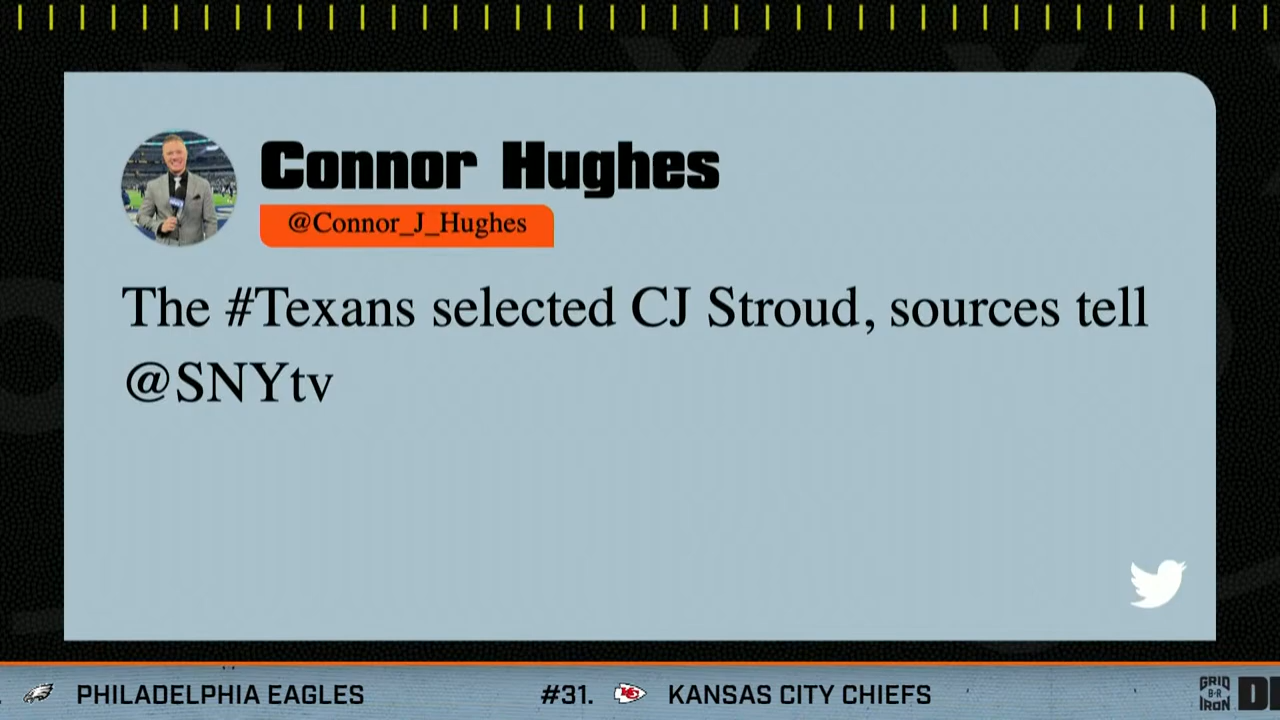 Connor Hughes
@Connor_J_Hughes
The #Texans selected CJ Stroud, sources tell
@SNYtv
PHILADELPHIA EAGLES #31. KANSAS CITY CHIEFS
GRID
B·R
IRON